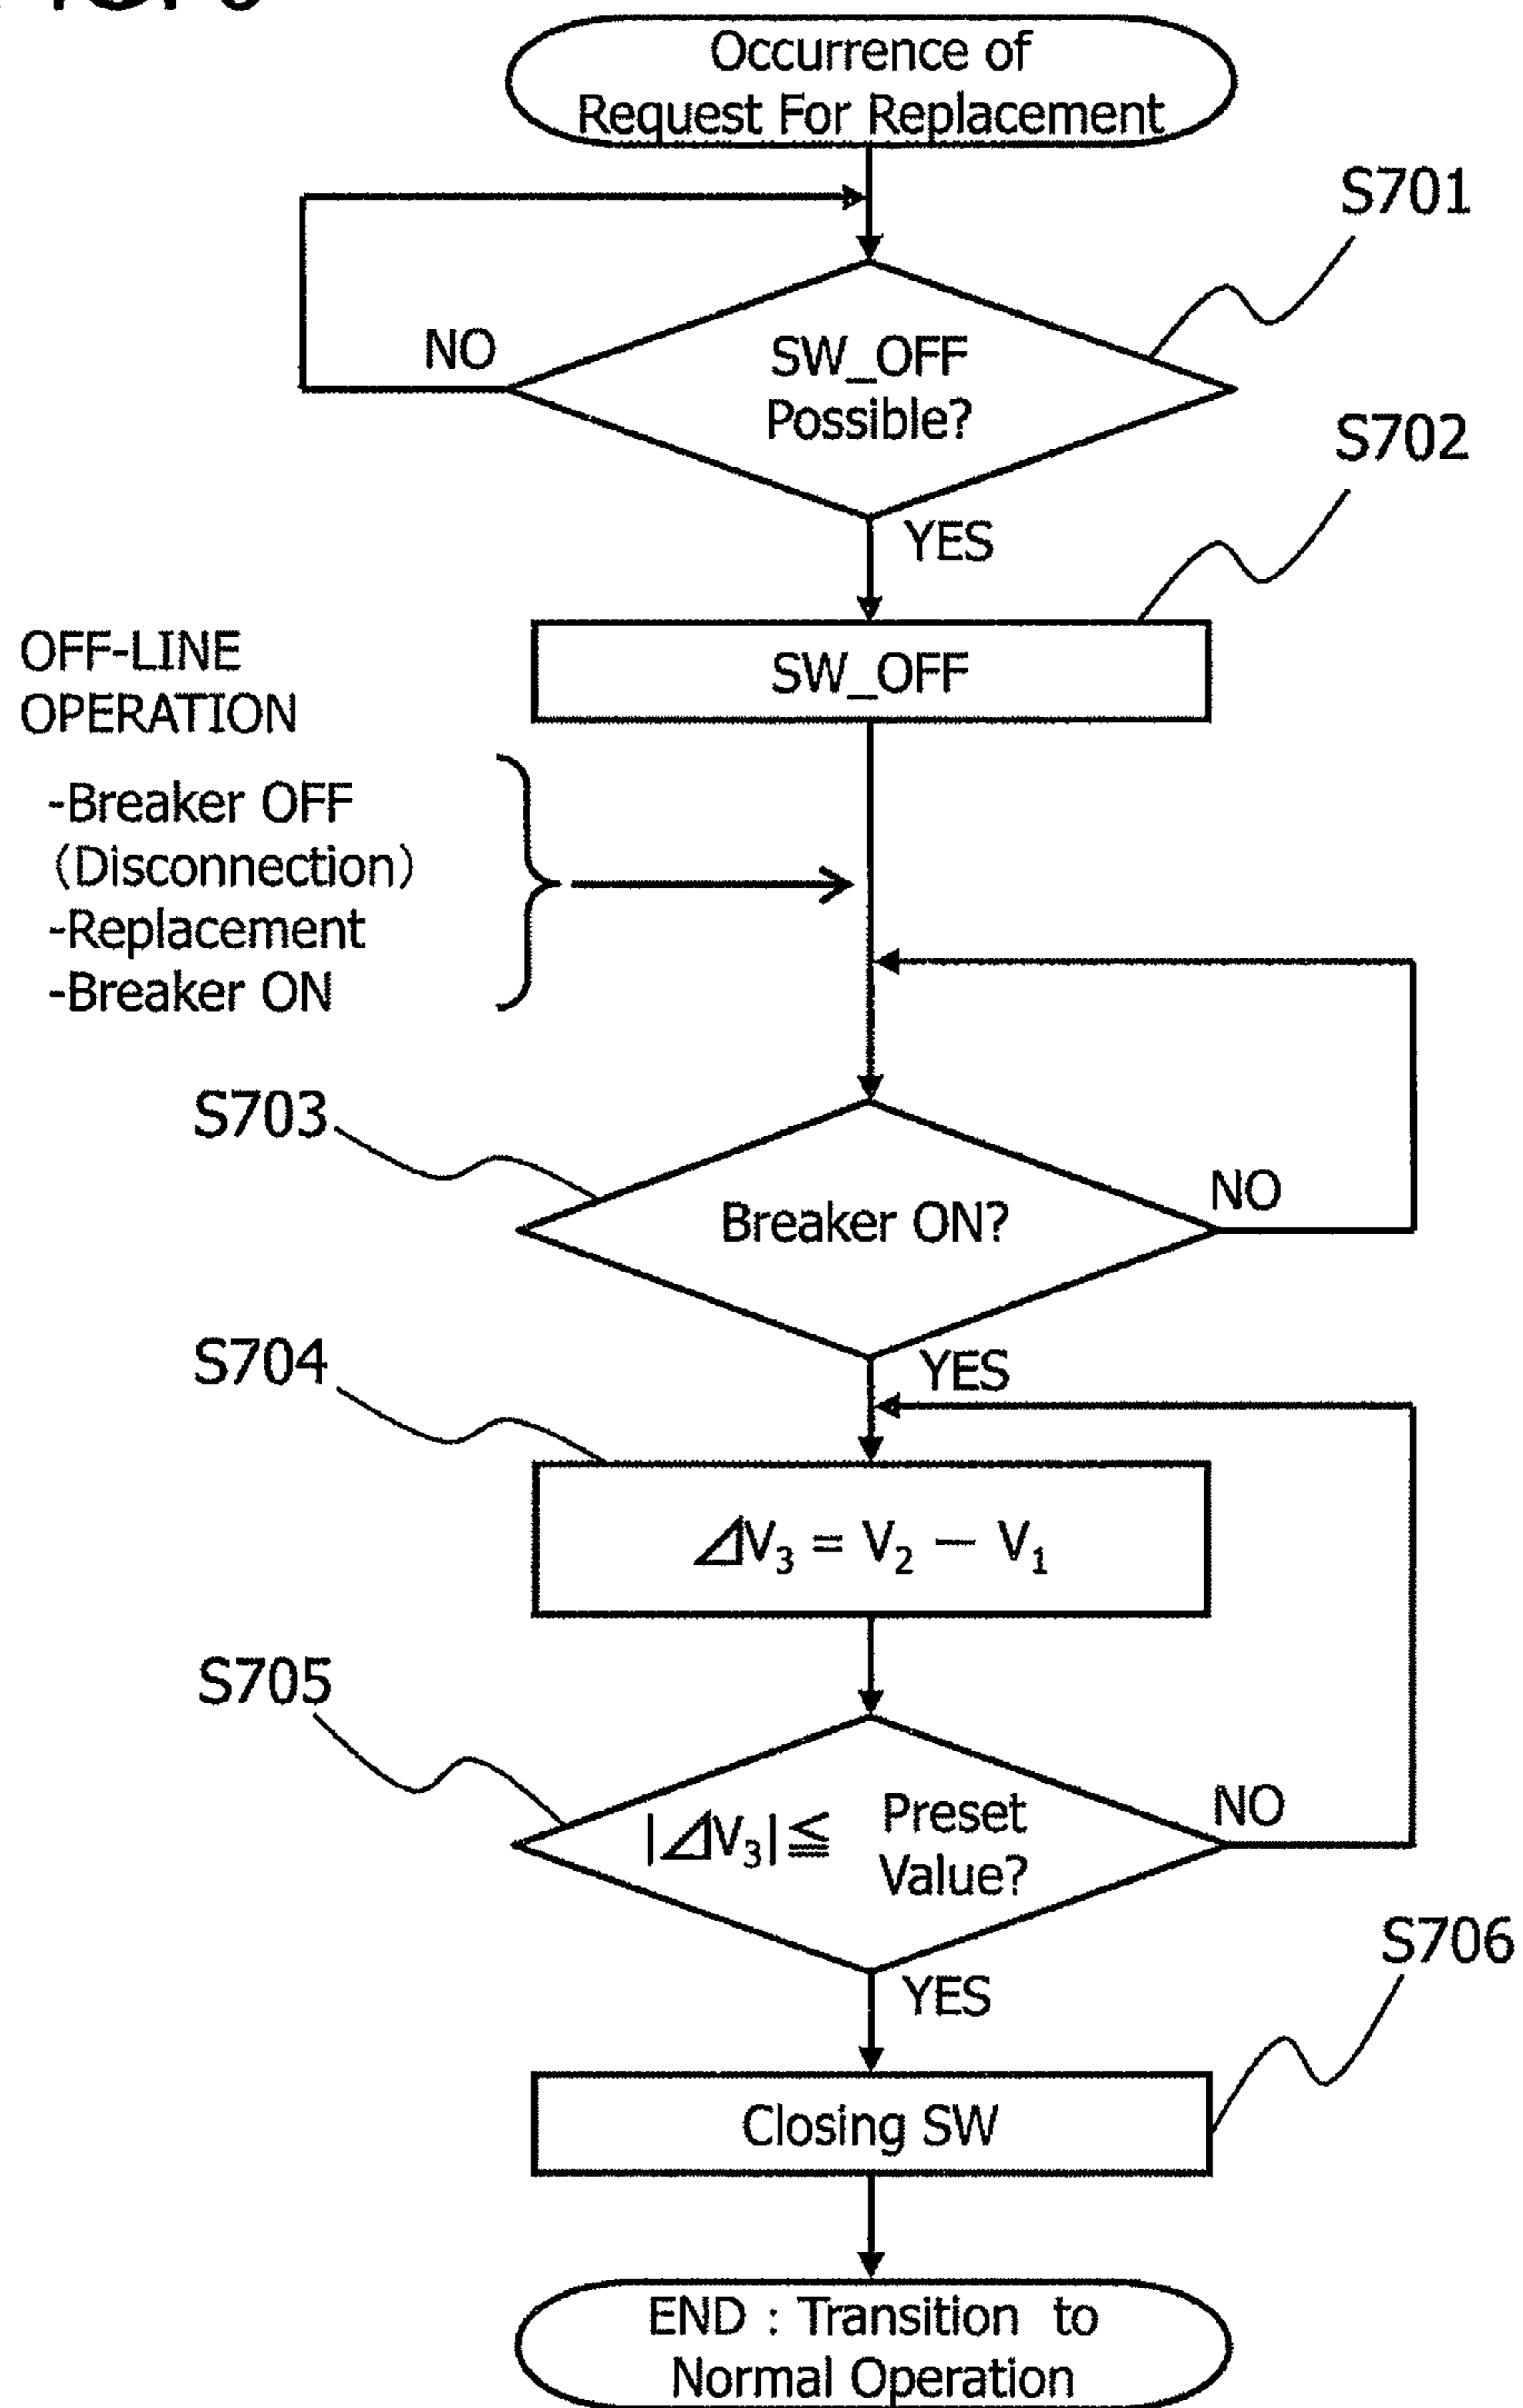 Occurrence of
Request For Replacement
S701
NO
SW_OFF
Possible?
S702
YES
SW_OFF
OFF-LINE
OPERATION
-Breaker OFF
(Disconnection)
-Replacement
-Breaker ON
S703
Breaker ON?
NO
S704
YES
⊿V₃ = V₂ − V₁
S705
|⊿V₃|≦ Preset
Value?
NO
S706
YES
Closing SW
END : Transition to
Normal Operation